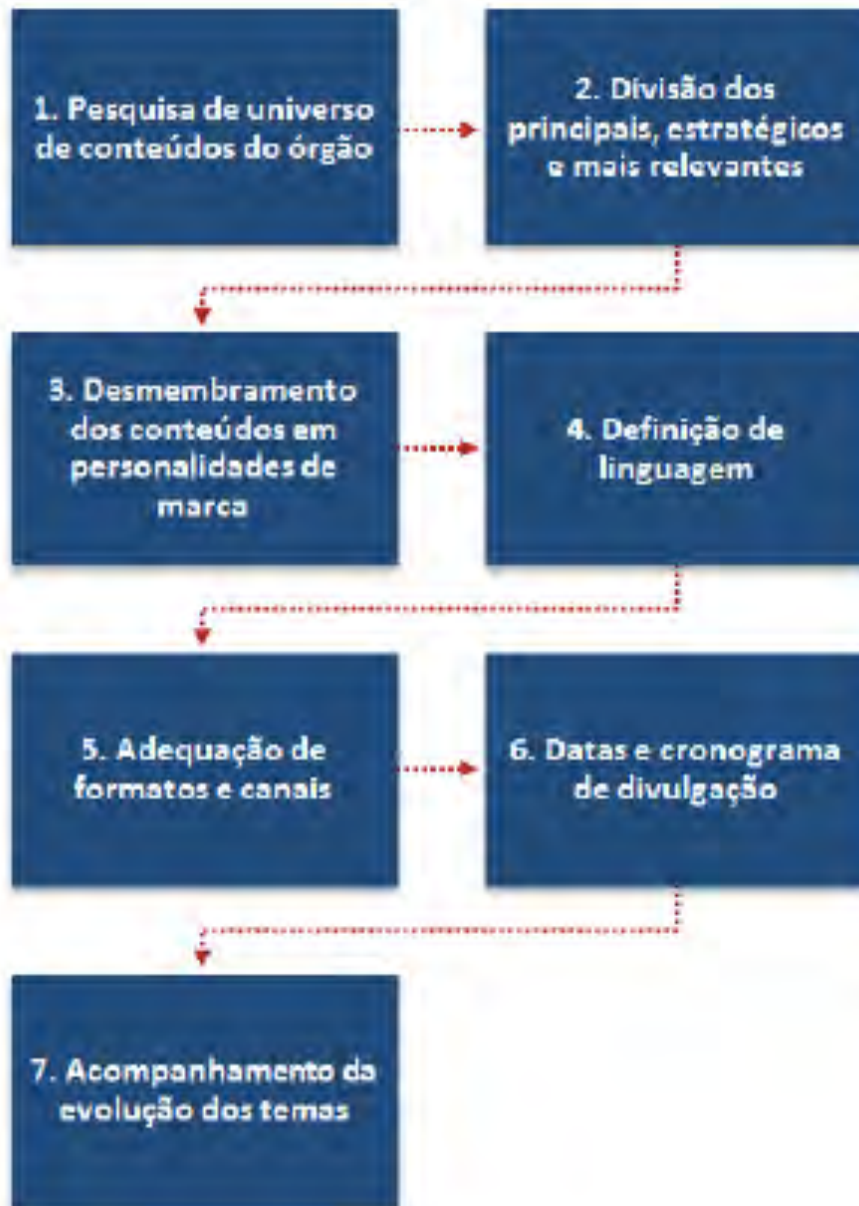 1. Pesquisa de universo
de conteúdos do órgão
2. Divisão dos
principais, estratégicos
e mais relevantes
3. Desmembramento
dos conteúdos em
personalidades de
marca
4. Definição de
linguagem
5. Adequação de
formatos e canais
6. Datas e cronograma
de divulgação
7. Acompanhamento da
evolução dos temas